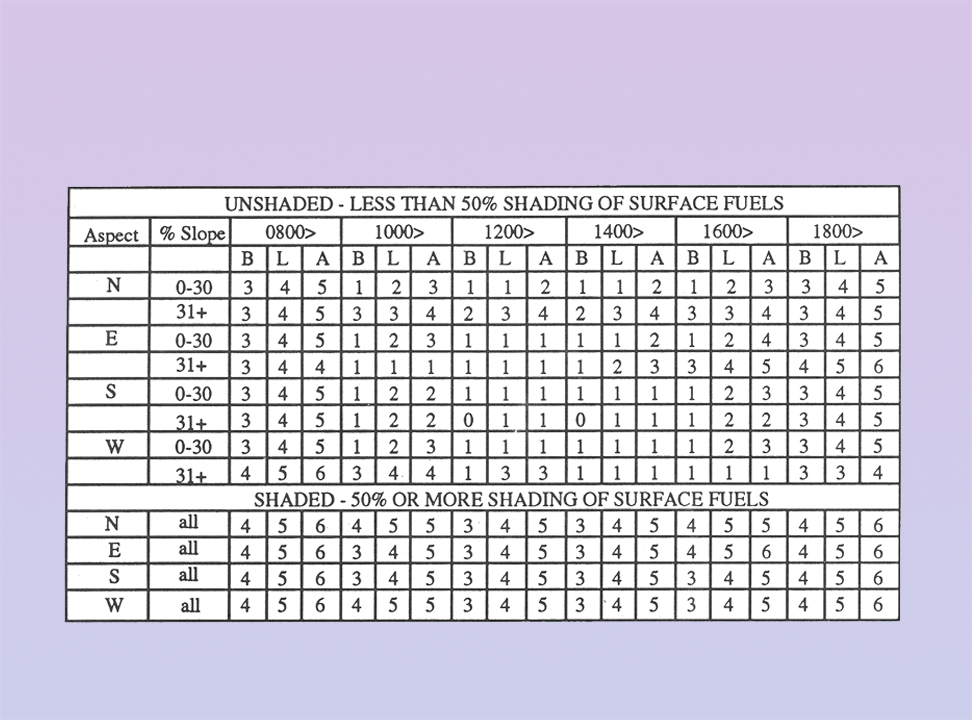 UNSHADED - LESS THAN 50% SHADING OF SURFACE FUELS
Aspect % Slope 0800> 1000> 1200> 1400> 1600> 1800>
B L A B L A B L A B L A B L A B L A
N 0-30 3 4 5 1 2 3 1 1 2 1 1 2 1 2 3 3 4 5
31+ 3 4 5 3 3 4 2 3 4 2 3 4 3 3 4 3 4 5
E 0-30 3 4 5 1 2 3 1 1 1 1 1 2 1 2 4 3 4 5
31+ 3 4 4 1 1 1 1 1 1 1 2 3 3 4 5 4 5 6
S 0-30 3 4 5 1 2 2 1 1 1 1 1 1 1 2 3 3 4 5
31+ 3 4 5 1 2 2 0 1 1 0 1 1 1 2 2 3 4 5
W 0-30 3 4 5 1 2 3 1 1 1 1 1 1 1 2 3 3 4 5
31+ 4 5 6 3 4 4 1 3 3 1 1 1 1 1 1 3 3 4
SHADED - 50% OR MORE SHADING OF SURFACE FUELS
N all 4 5 6 4 5 5 3 4 5 3 4 5 4 5 5 4 5 6
E all 4 5 6 3 4 5 3 4 5 3 4 5 4 5 6 4 5 6
S all 4 5 6 3 4 5 3 4 5 3 4 5 3 4 5 4 5 6
W all 4 5 6 4 5 5 3 4 5 3 4 5 3 4 5 4 5 6